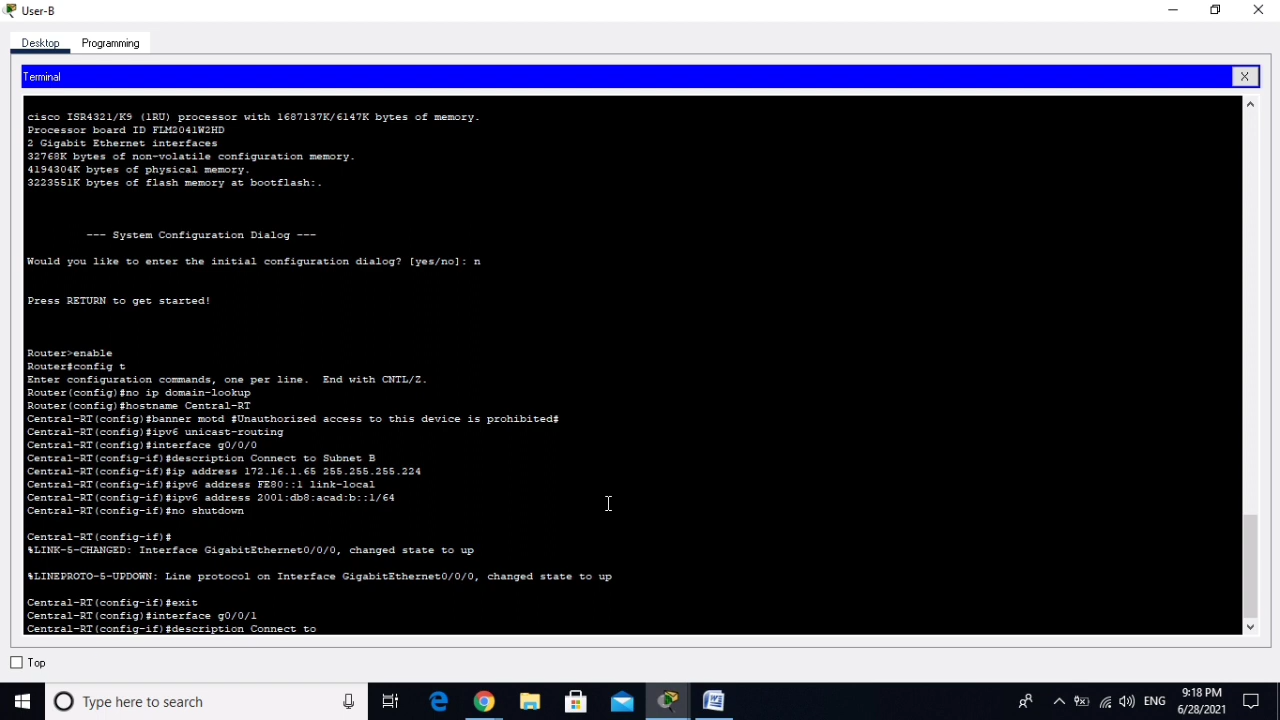 User-B
Desktop Programming
Terminal X
cisco ISR4321/K9 (1RU) processor with 1687137K/6147K bytes of memory.
Processor board ID FLM2041W2HD
2 Gigabit Ethernet interfaces
32768K bytes of non-volatile configuration memory.
4194304K bytes of physical memory.
3223551K bytes of flash memory at bootflash:.
--- System Configuration Dialog ---
Would you like to enter the initial configuration dialog? [yes/no]: n
Press RETURN to get started!
Router>enable
Router#config t
Enter configuration commands, one per line.  End with CNTL/Z.
Router(config)#no ip domain-lookup
Router(config)#hostname Central-RT
Central-RT(config)#banner motd #Unauthorized access to this device is prohibited#
Central-RT(config)#ipv6 unicast-routing
Central-RT(config)#interface g0/0/0
Central-RT(config-if)#description Connect to Subnet B
Central-RT(config-if)#ip address 172.16.1.65 255.255.255.224
Central-RT(config-if)#ipv6 address FE80::1 link-local
Central-RT(config-if)#ipv6 address 2001:db8:acad:b::1/64
Central-RT(config-if)#no shutdown
Central-RT(config-if)#
%LINK-5-CHANGED: Interface GigabitEthernet0/0/0, changed state to up
%LINEPROTO-5-UPDOWN: Line protocol on Interface GigabitEthernet0/0/0, changed state to up
Central-RT(config-if)#exit
Central-RT(config)#interface g0/0/1
Central-RT(config-if)#description Connect to
Top
Type here to search
ENG
9:18 PM
6/28/2021